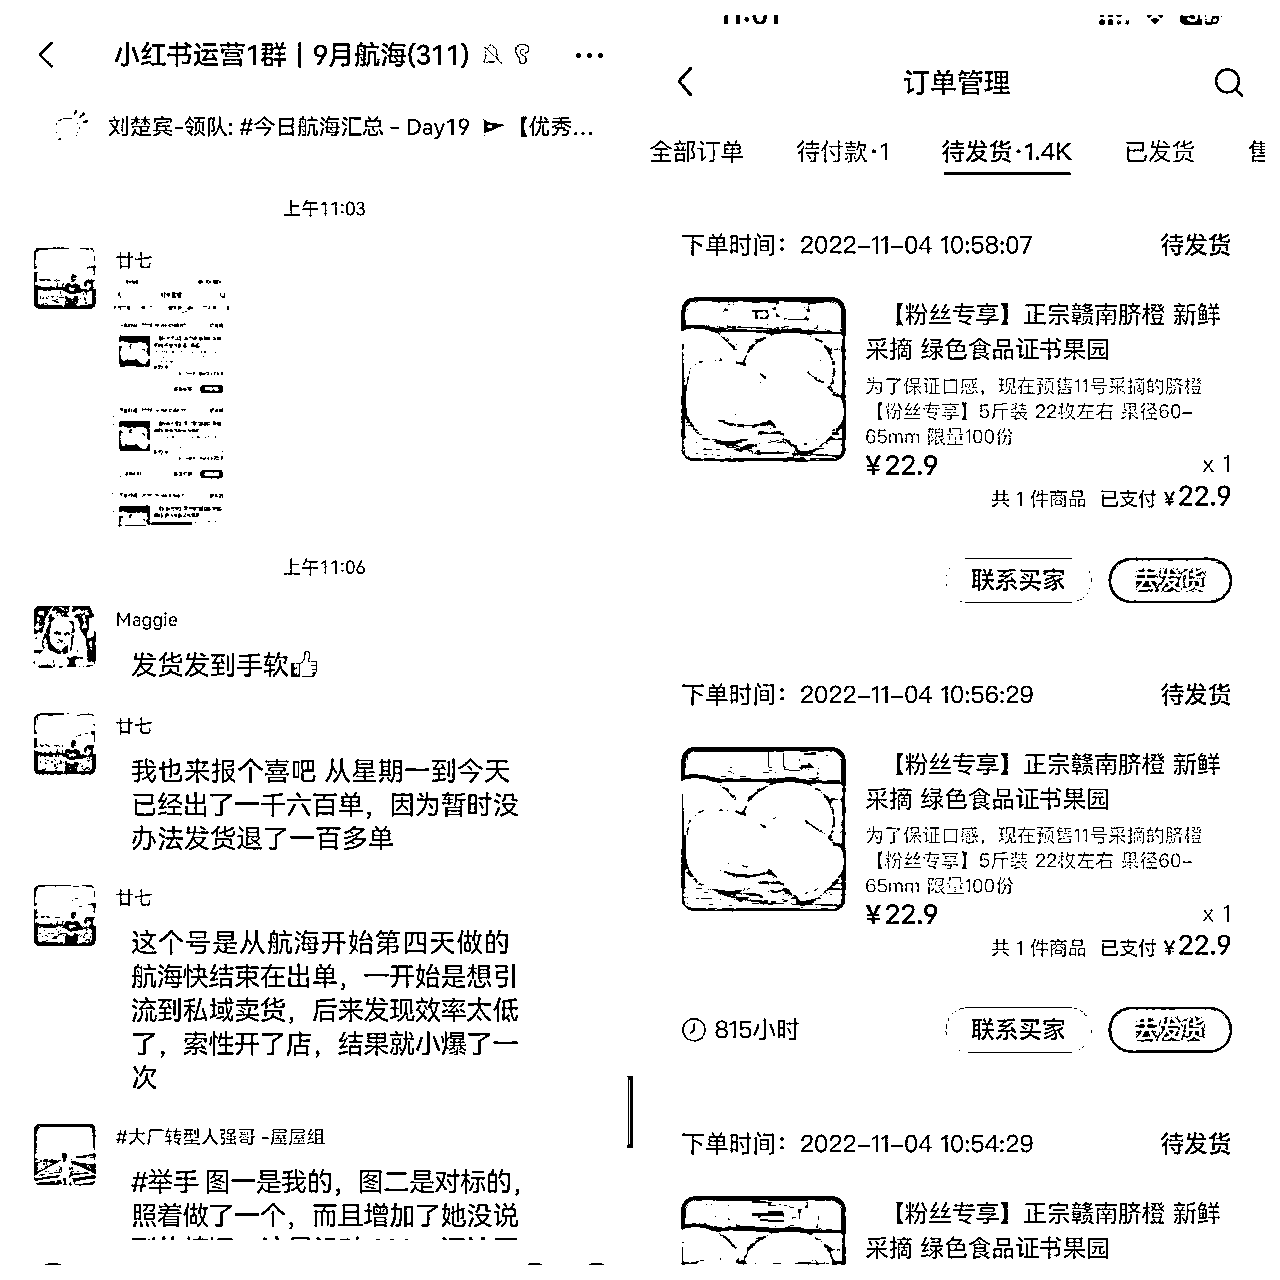 小红书运营1群 | 9月航海(311)
刘楚宾-领队: #今日航海汇总 - Day19 ➤【优秀...
上午11:03
廿七
上午11:06
Maggie
发货发到手软👍
廿七
我也来报个喜吧 从星期一到今天
已经出了一千六百单，因为暂时没
办法发货退了一百多单
廿七
这个号是从航海开始第四天做的
航海快结束在出单，一开始是想引
流到私域卖货，后来发现效率太低
了，索性开了店，结果就小爆了一
次
#大厂转型人强哥 -屋屋组
#举手 图一是我的，图二是对标的，
照着做了一个，而且增加了她没说
11:01
订单管理
全部订单 待付款·1 待发货·1.4K 已发货 售
下单时间：2022-11-04 10:58:07 待发货
【粉丝专享】正宗赣南脐橙 新鲜
采摘 绿色食品证书果园
为了保证口感，现在预售11号采摘的脐橙
【粉丝专享】5斤装 22枚左右 果径60-
65mm 限量100份
¥22.9 x 1
共 1 件商品 已支付 ¥22.9
联系买家 去发货
下单时间：2022-11-04 10:56:29 待发货
【粉丝专享】正宗赣南脐橙 新鲜
采摘 绿色食品证书果园
为了保证口感，现在预售11号采摘的脐橙
【粉丝专享】5斤装 22枚左右 果径60-
65mm 限量100份
¥22.9 x 1
共 1 件商品 已支付 ¥22.9
815小时 联系买家 去发货
下单时间：2022-11-04 10:54:29 待发货
【粉丝专享】正宗赣南脐橙 新鲜
采摘 绿色食品证书果园